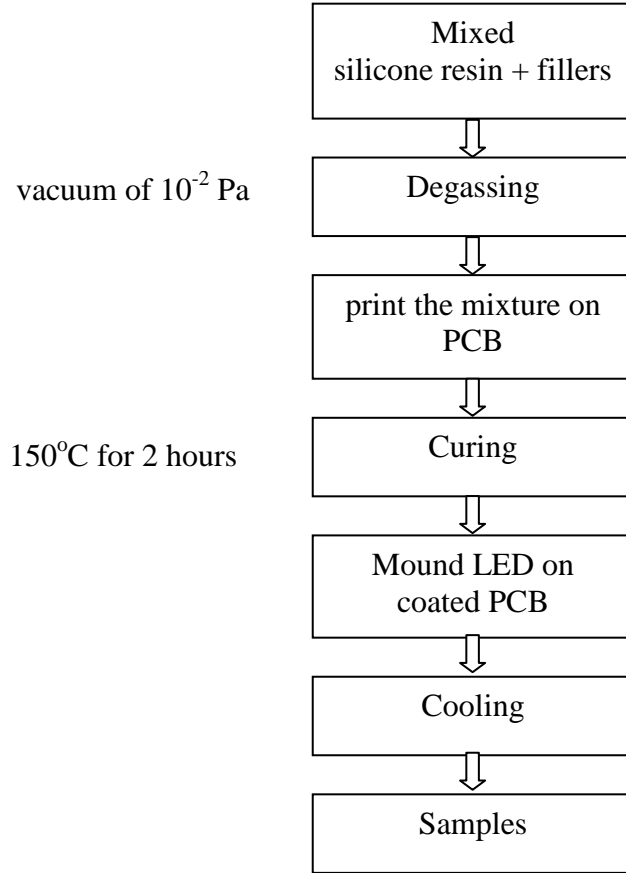 Mixed
silicone resin + fillers
vacuum of 10⁻² Pa
Degassing
print the mixture on
PCB
150°C for 2 hours
Curing
Mound LED on
coated PCB
Cooling
Samples